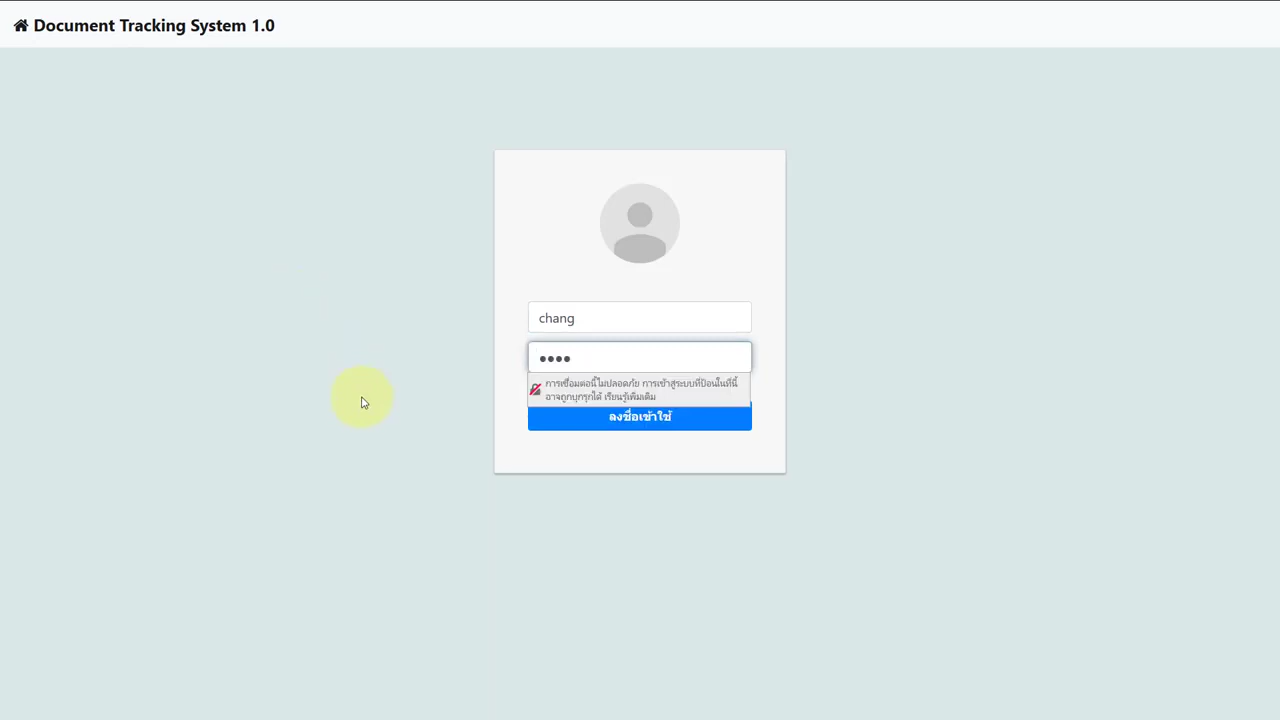 Document Tracking System 1.0
chang
••••
การเชื่อมต่อนี้ไม่ปลอดภัย การเข้าสู่ระบบที่ป้อนในที่นี้
อาจถูกบุกรุกได้ เรียนรู้เพิ่มเติม
ลงชื่อเข้าใช้